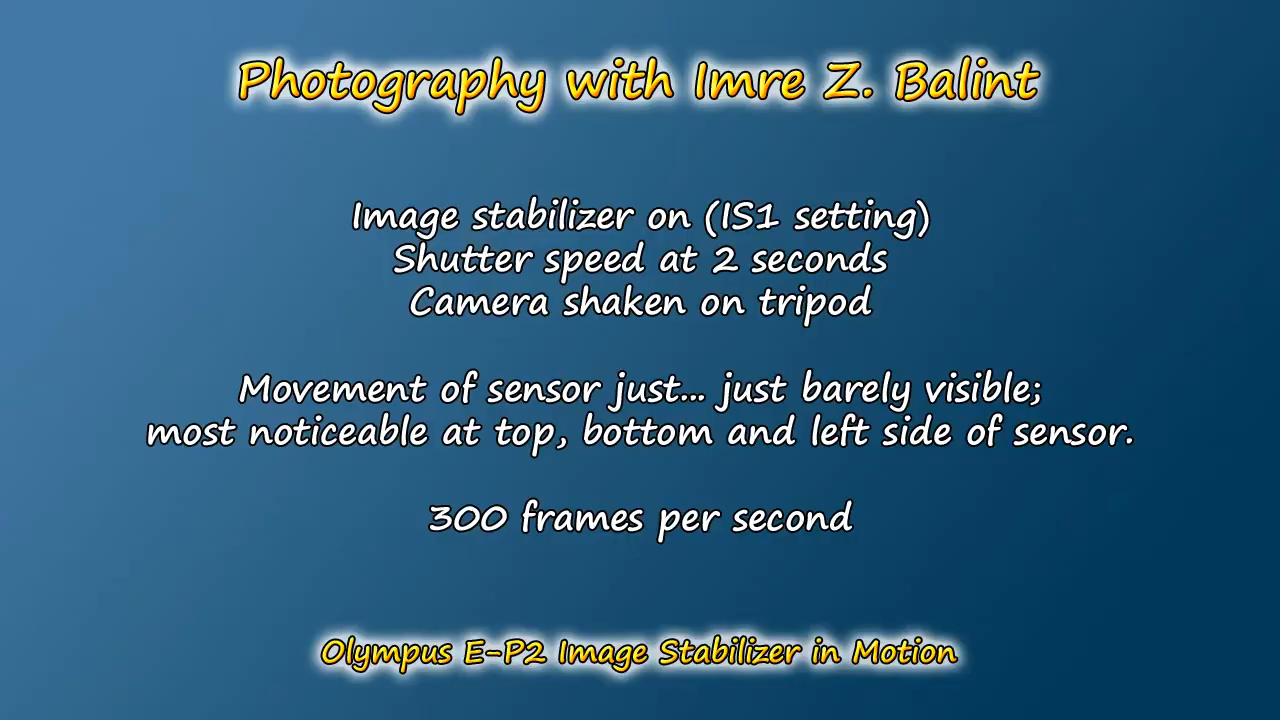 Photography with Imre Z. Balint
Image stabilizer on (IS1 setting)
Shutter speed at 2 seconds
Camera shaken on tripod
Movement of sensor just... just barely visible;
most noticeable at top, bottom and left side of sensor.
300 frames per second
Olympus E-P2 Image Stabilizer in Motion